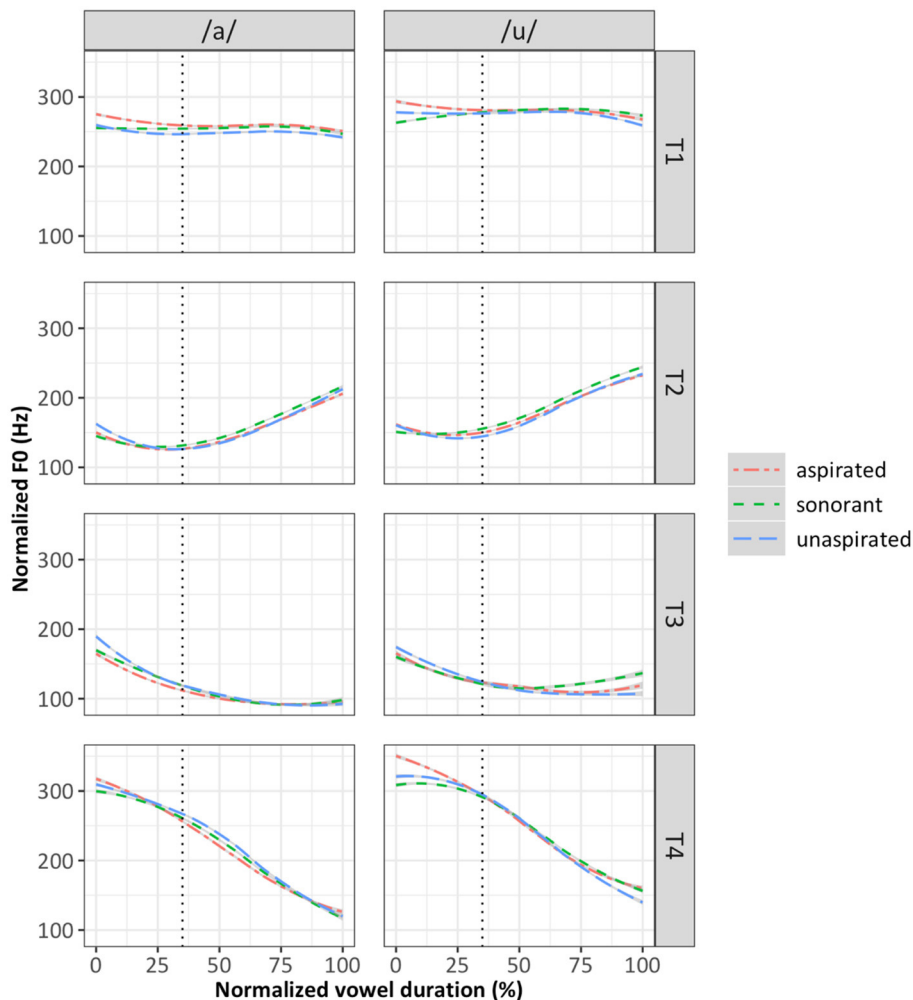 /a/ /u/
300
200
100
T1
300
200
100
T2
Normalized F0 (Hz)
aspirated
sonorant
unaspirated
300
200
100
T3
300
200
100
T4
0 25 50 75 100 0 25 50 75 100
Normalized vowel duration (%)